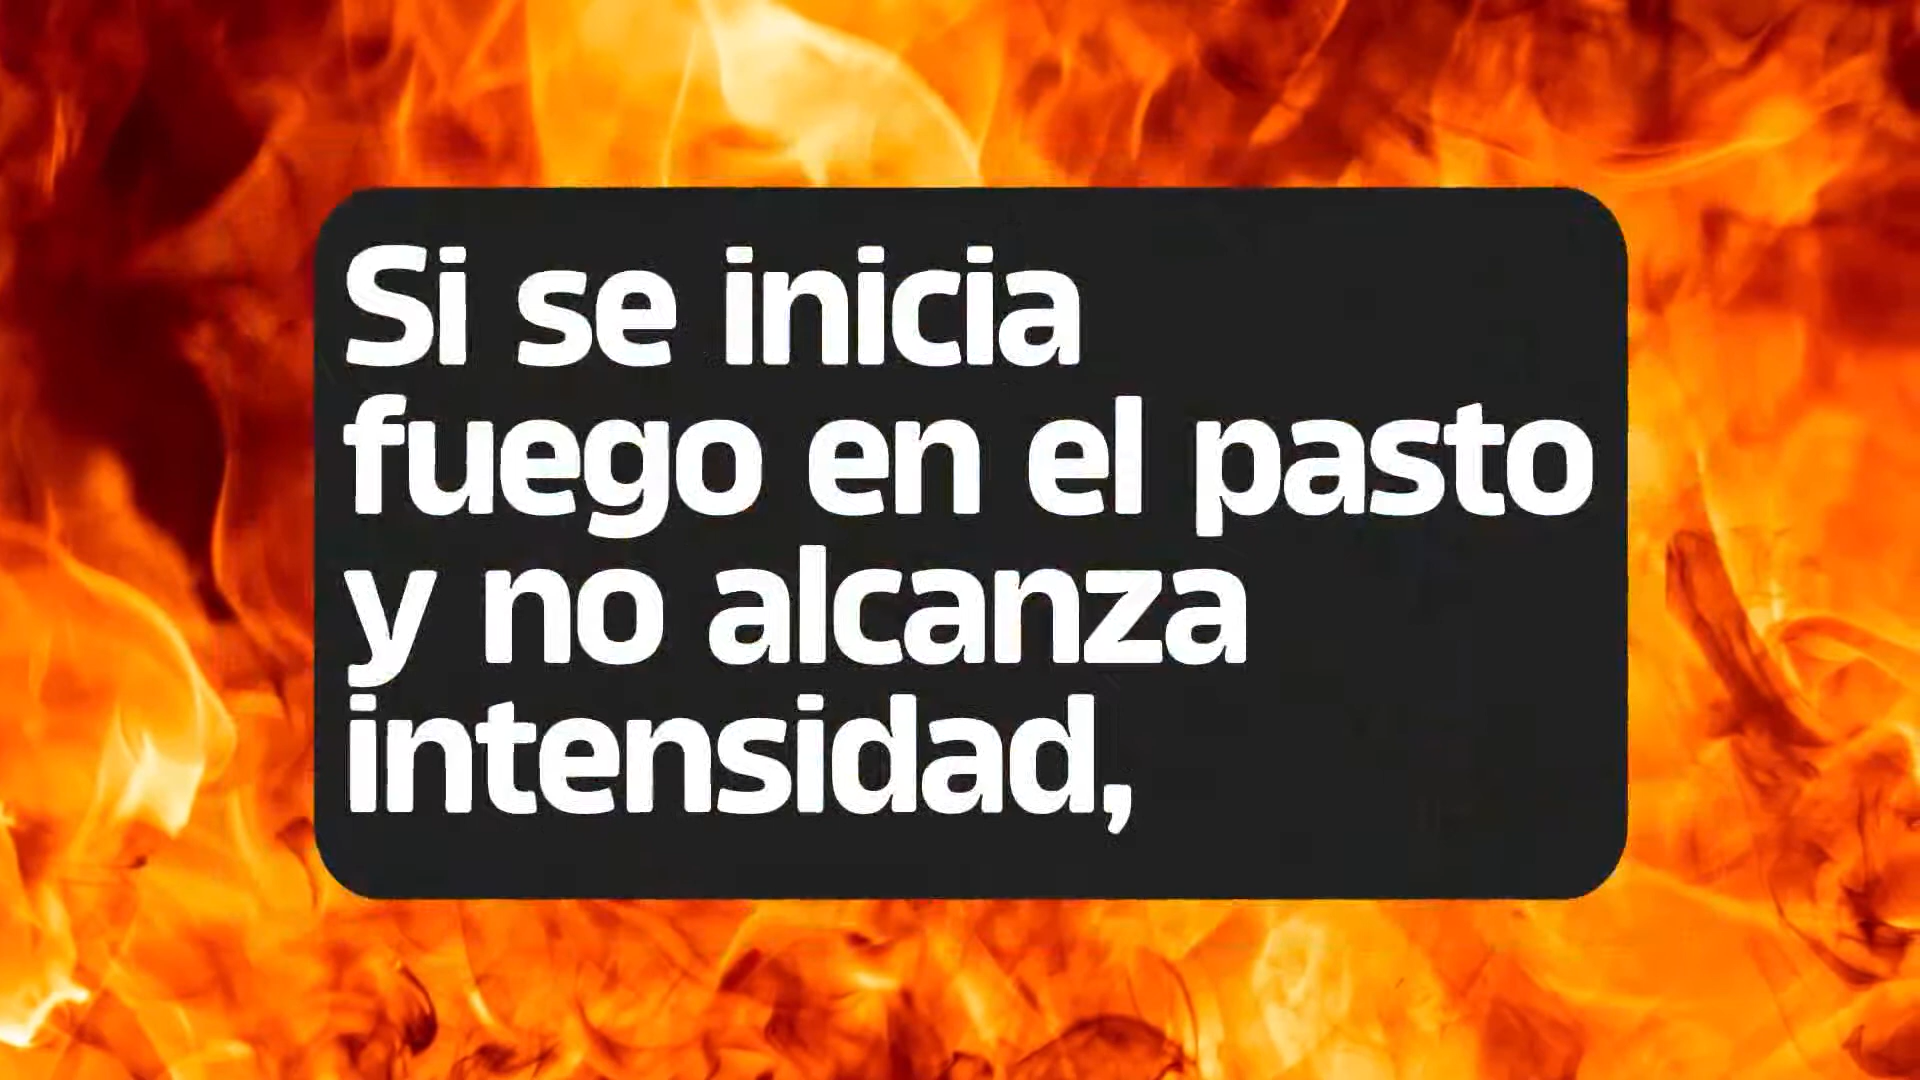 Si se inicia
fuego en el pasto
y no alcanza
intensidad,